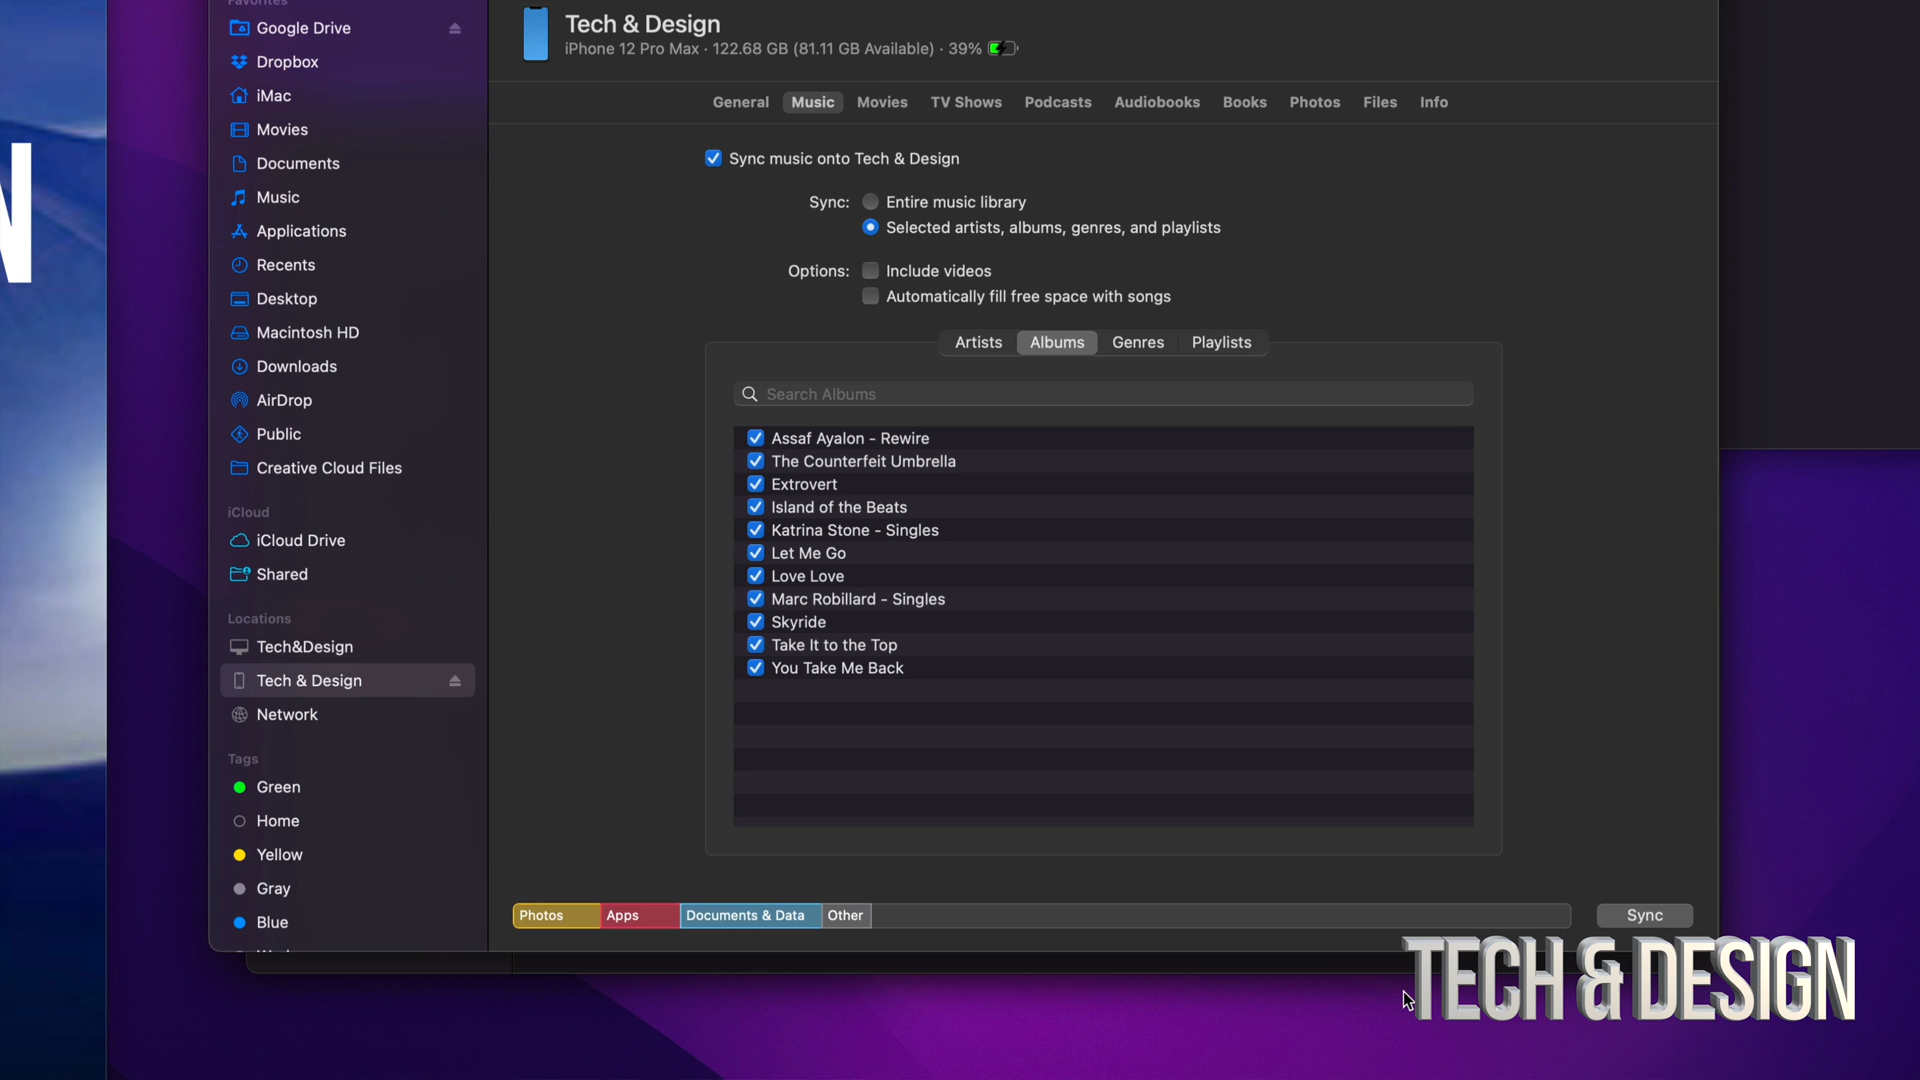 Favorites
Google Drive
Dropbox
iMac
Movies
Documents
Music
Applications
Recents
Desktop
Macintosh HD
Downloads
AirDrop
Public
Creative Cloud Files
iCloud
iCloud Drive
Shared
Locations
Tech&Design
Tech & Design
Network
Tags
Green
Home
Yellow
Gray
Blue
Tech & Design
iPhone 12 Pro Max · 122.68 GB (81.11 GB Available) · 39%
General Music Movies TV Shows Podcasts Audiobooks Books Photos Files Info
Sync music onto Tech & Design
Sync: Entire music library
Selected artists, albums, genres, and playlists
Options: Include videos
Automatically fill free space with songs
Artists Albums Genres Playlists
Search Albums
Assaf Ayalon - Rewire
The Counterfeit Umbrella
Extrovert
Island of the Beats
Katrina Stone - Singles
Let Me Go
Love Love
Marc Robillard - Singles
Skyride
Take It to the Top
You Take Me Back
Photos Apps Documents & Data Other
Sync
TECH & DESIGN